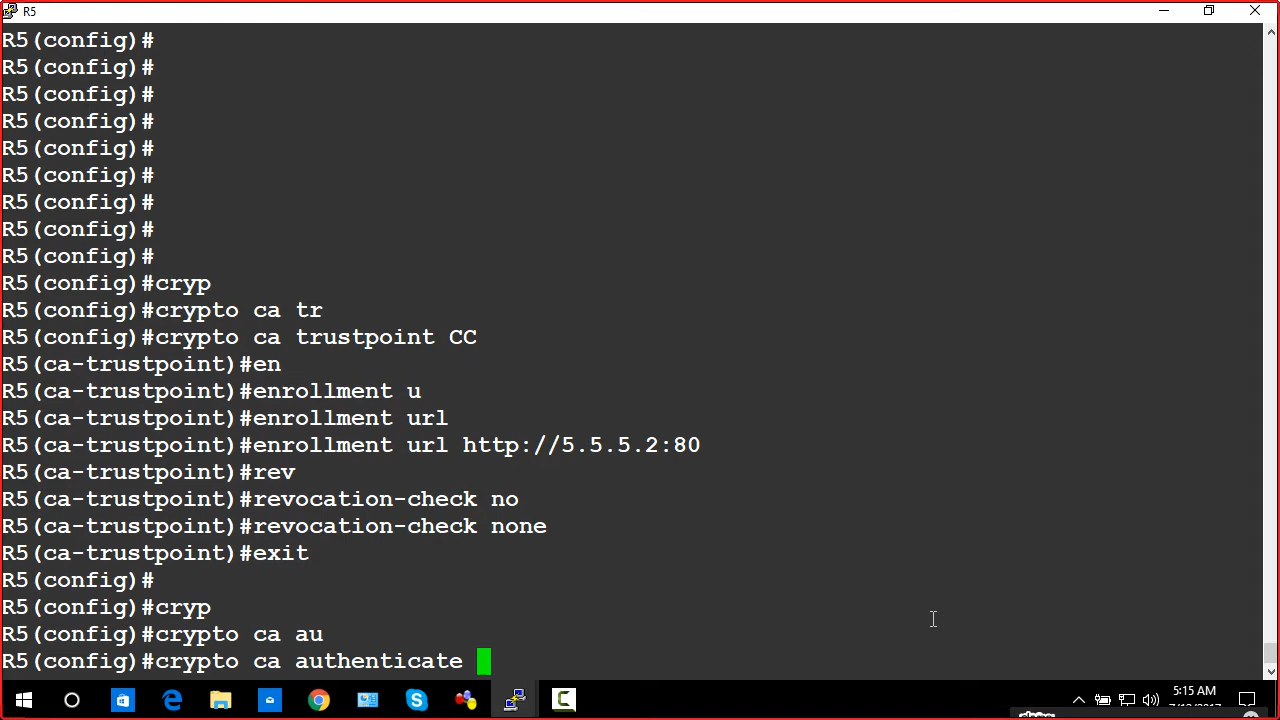 R5
R5(config)#
R5(config)#
R5(config)#
R5(config)#
R5(config)#
R5(config)#
R5(config)#
R5(config)#
R5(config)#
R5(config)#cryp
R5(config)#crypto ca tr
R5(config)#crypto ca trustpoint CC
R5(ca-trustpoint)#en
R5(ca-trustpoint)#enrollment u
R5(ca-trustpoint)#enrollment url
R5(ca-trustpoint)#enrollment url http://5.5.5.2:80
R5(ca-trustpoint)#rev
R5(ca-trustpoint)#revocation-check no
R5(ca-trustpoint)#revocation-check none
R5(ca-trustpoint)#exit
R5(config)#
R5(config)#cryp
R5(config)#crypto ca au
R5(config)#crypto ca authenticate
5:15 AM